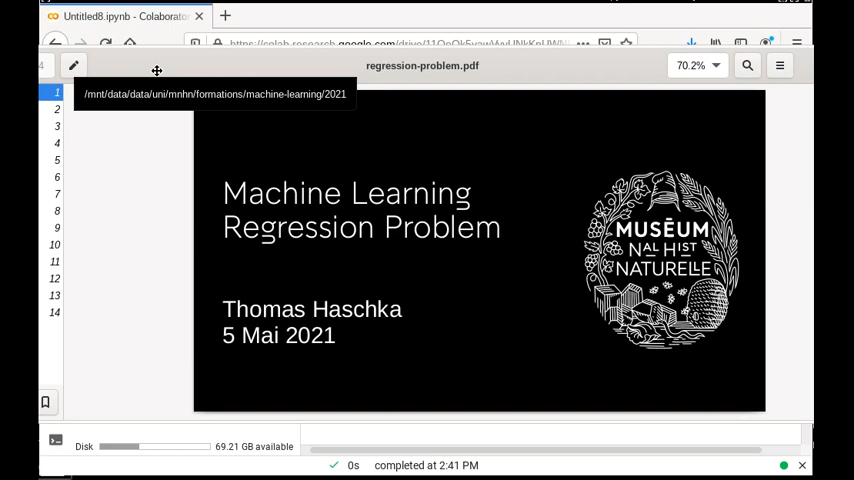 Untitled8.ipynb - Colaborator
regression-problem.pdf
70.2%
/mnt/data/data/uni/mnhn/formations/machine-learning/2021
1
2
3
4
5
6
7
8
9
10
11
12
13
14
Machine Learning
Regression Problem
Thomas Haschka
5 Mai 2021
MUSĒUM
NAL HIST
NATURELLE
Disk
69.21 GB available
0s completed at 2:41 PM